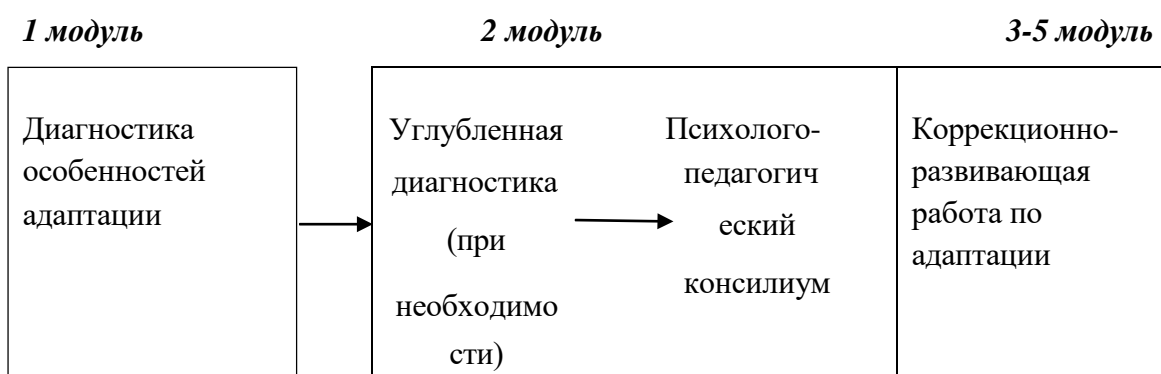 1 модуль
2 модуль
3-5 модуль
Диагностика
особенностей
адаптации
Углубленная
диагностика
(при
необходимо
сти)
Психолого-
педагогич
еский
консилиум
Коррекционно-
развивающая
работа по
адаптации